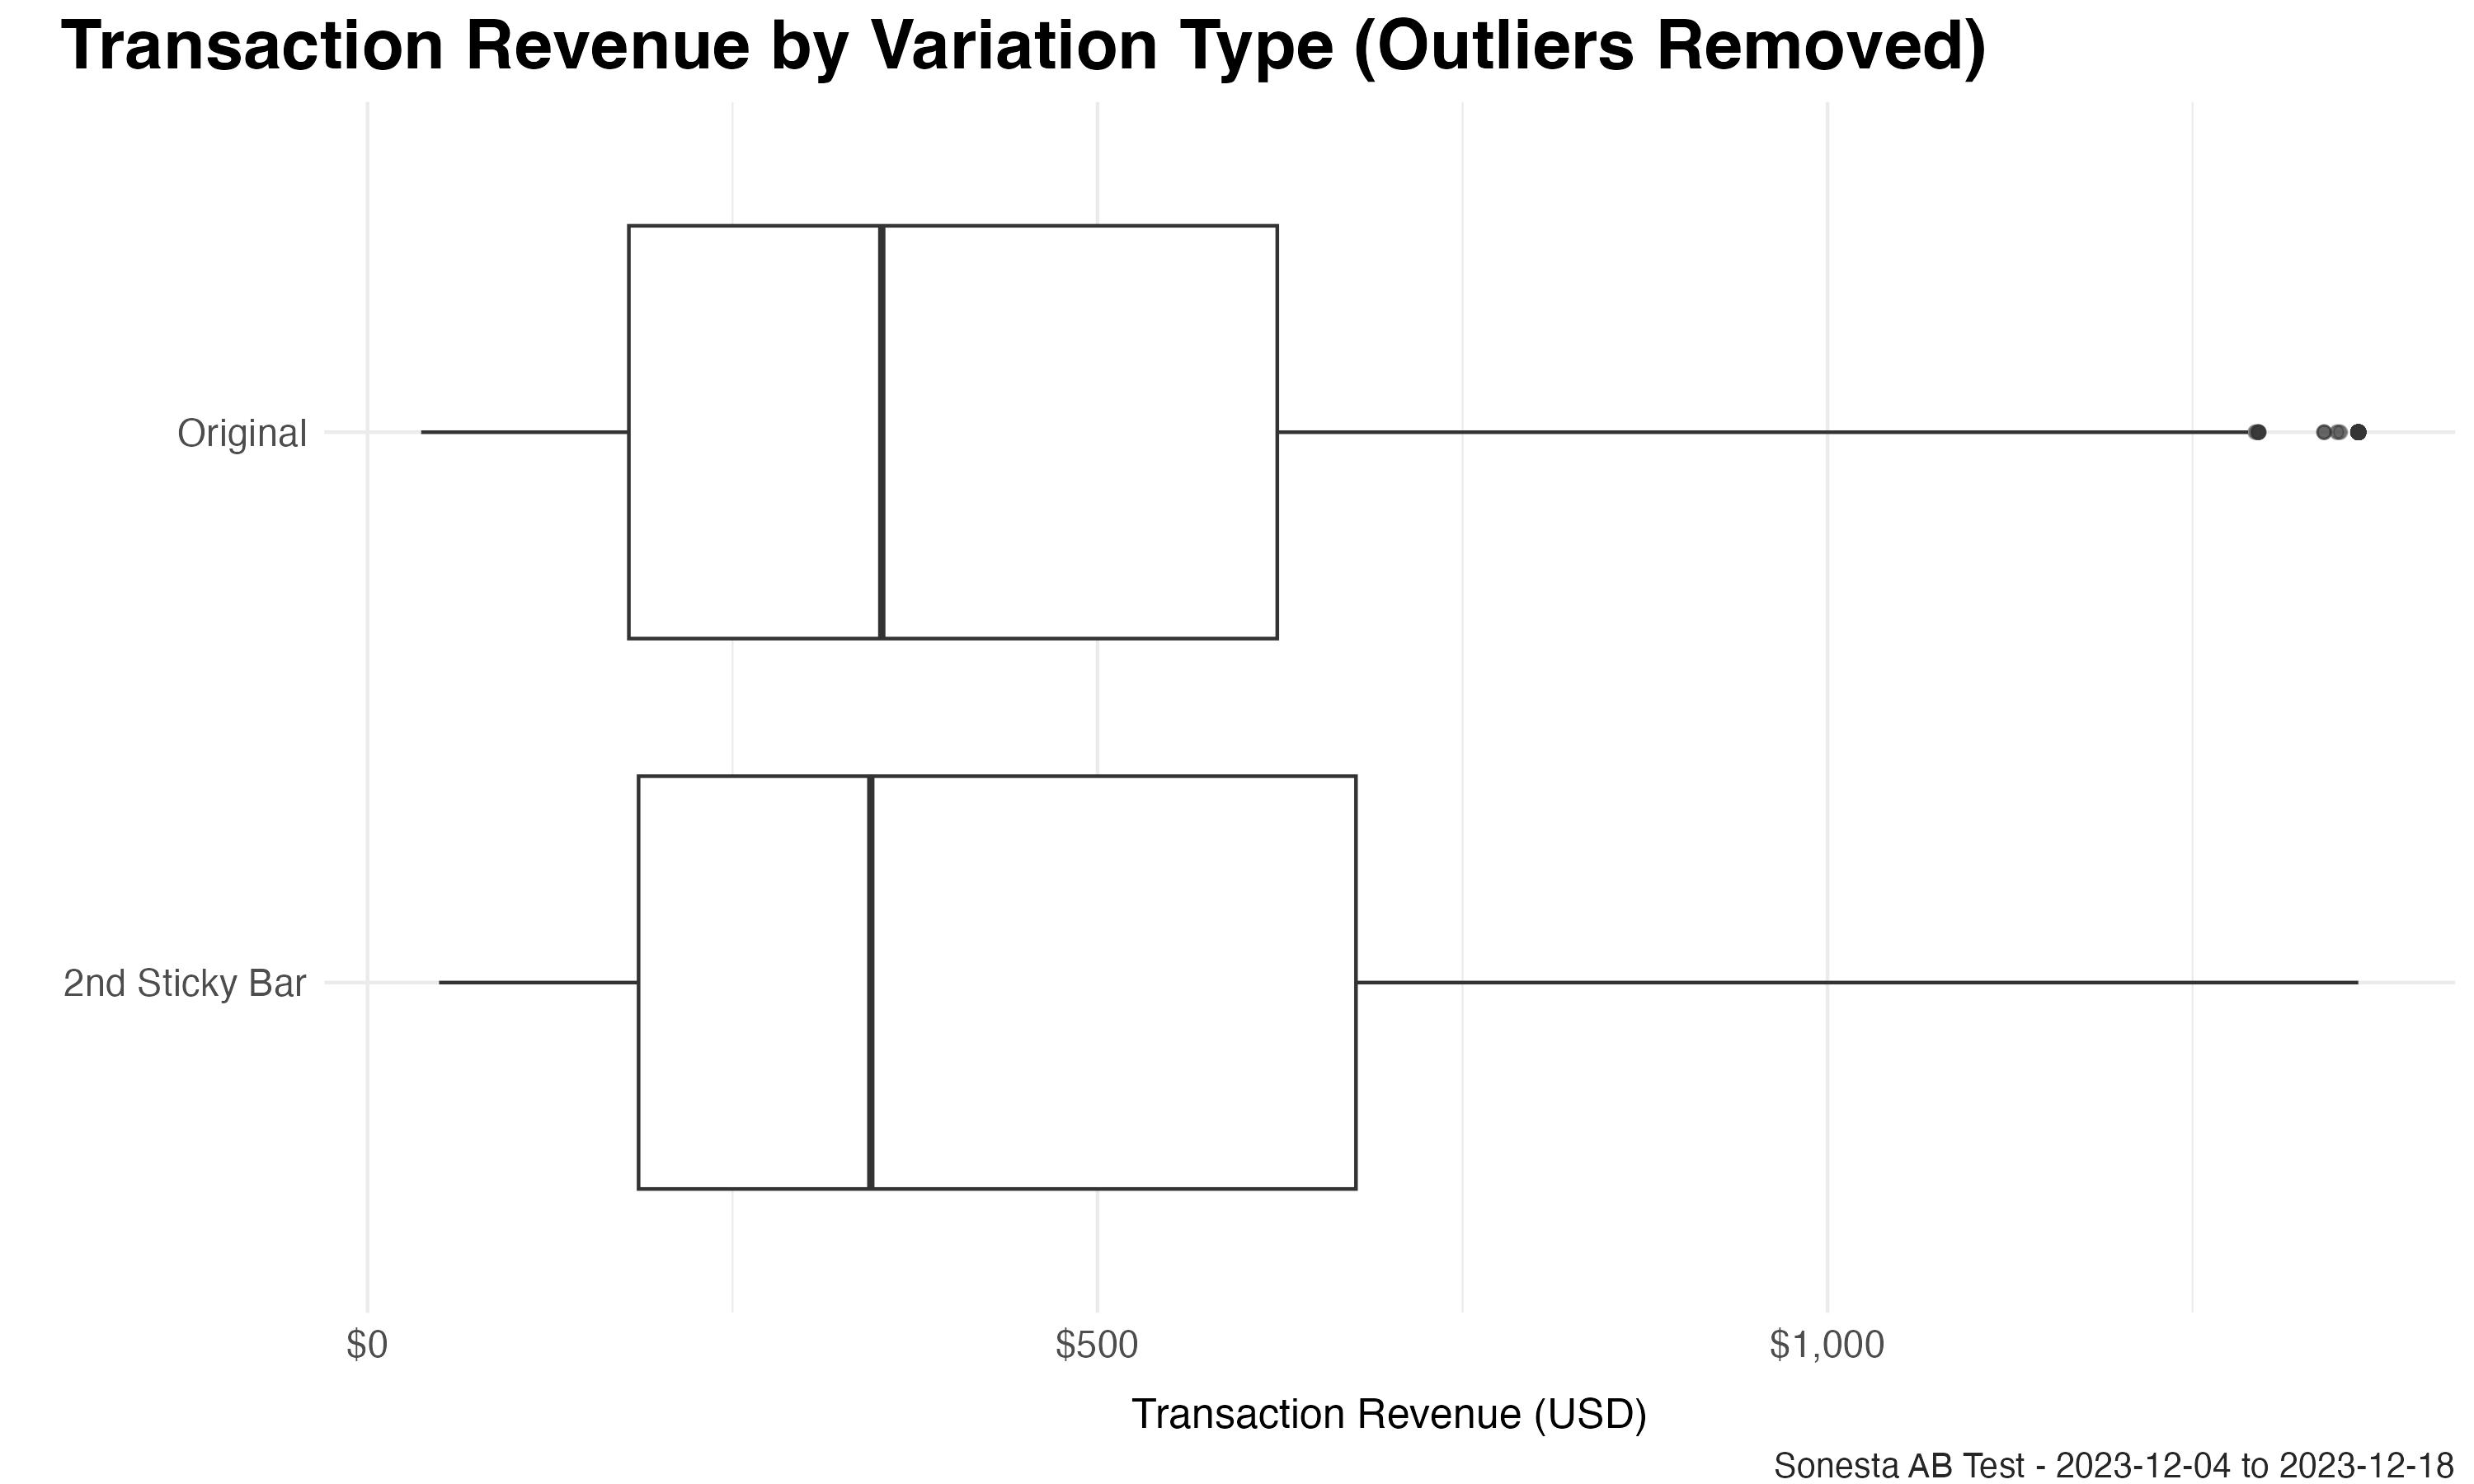 Transaction Revenue by Variation Type (Outliers Removed)
Original
2nd Sticky Bar
$0
$500
$1,000
Transaction Revenue (USD)
Sonesta AB Test - 2023-12-04 to 2023-12-18